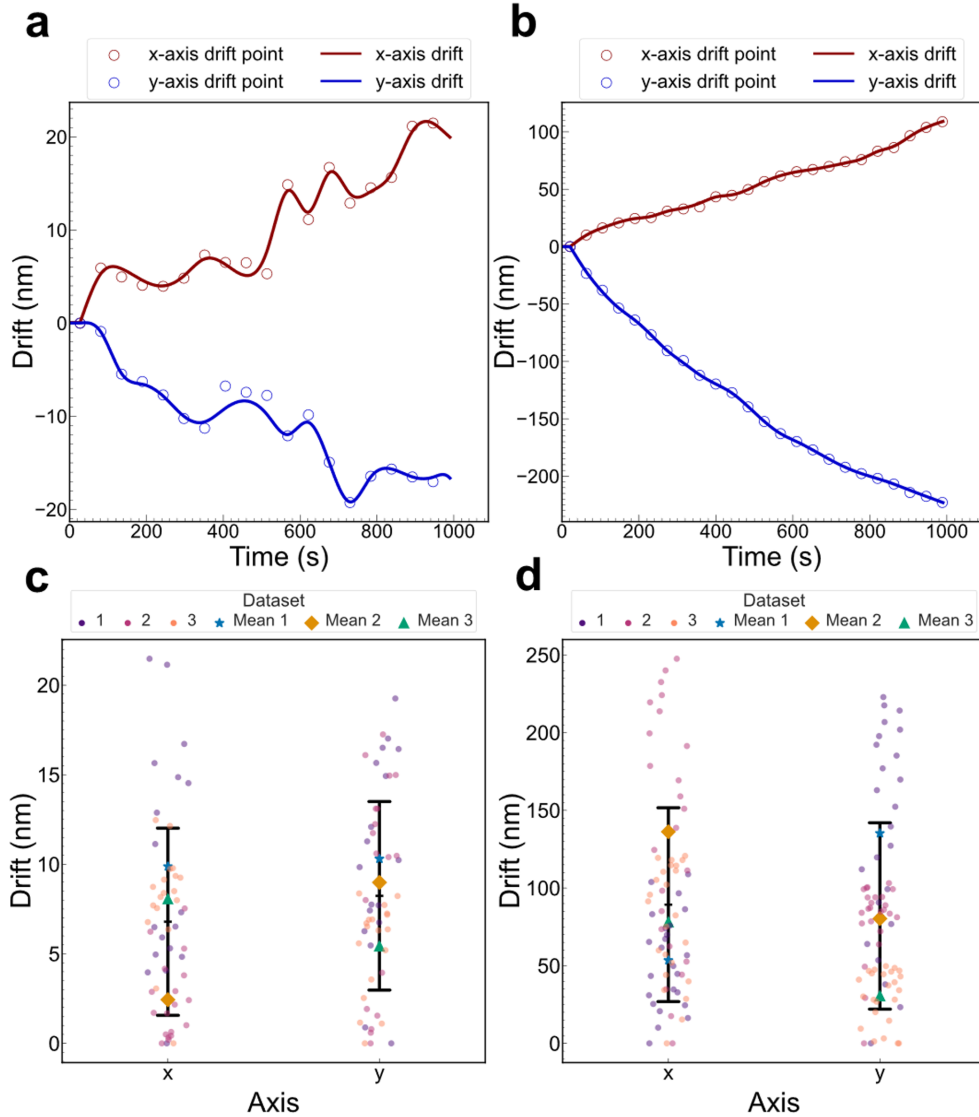 a
x-axis drift point x-axis drift
y-axis drift point y-axis drift
20
10
0
−10
−20
Drift (nm)
0 200 400 600 800 1000
Time (s)
b
x-axis drift point x-axis drift
y-axis drift point y-axis drift
100
50
0
−50
−100
−150
−200
Drift (nm)
0 200 400 600 800 1000
Time (s)
c
Dataset
1 2 3 Mean 1 Mean 2 Mean 3
20
15
10
5
0
Drift (nm)
x y
Axis
d
Dataset
1 2 3 Mean 1 Mean 2 Mean 3
250
200
150
100
50
0
Drift (nm)
x y
Axis